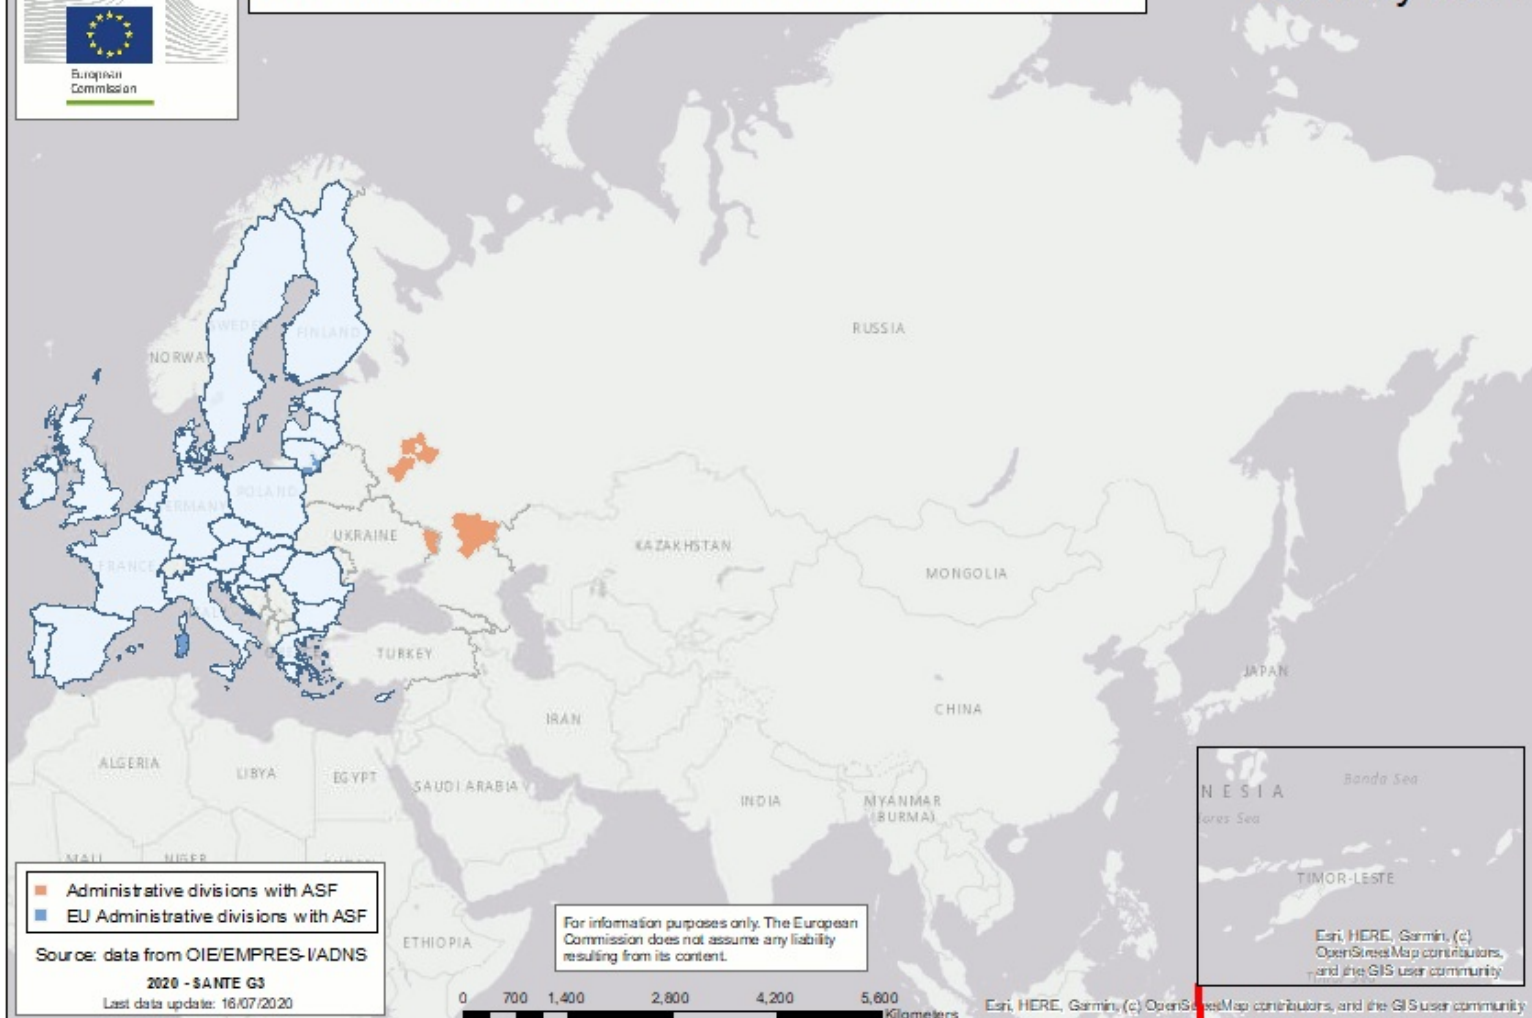 European
Commission
SWEDEN
FINLAND
NORWAY
RUSSIA
POLAND
GERMANY
UKRAINE
KAZAKHSTAN
FRANCE
MONGOLIA
ITALY
GREECE
TURKEY
JAPAN
IRAN
CHINA
ALGERIA
LIBYA
EGYPT
SAUDI ARABIA
INDIA
MYANMAR
(BURMA)
Banda Sea
NESIA
ores Sea
TIMOR-LESTE
MALI
NIGER
ETHIOPIA
Administrative divisions with ASF
EU Administrative divisions with ASF
Source: data from OIE/EMPRES-I/ADNS
2020 - SANTE G3
Last data update: 16/07/2020
For information purposes only. The European
Commission does not assume any liability
resulting from its content.
Esri, HERE, Garmin, (c)
OpenStreetMap contributors,
and the GIS user community
0 700 1,400 2,800 4,200 5,600
Kilometers
Esri, HERE, Garmin, (c) OpenStreetMap contributors, and the GIS user community